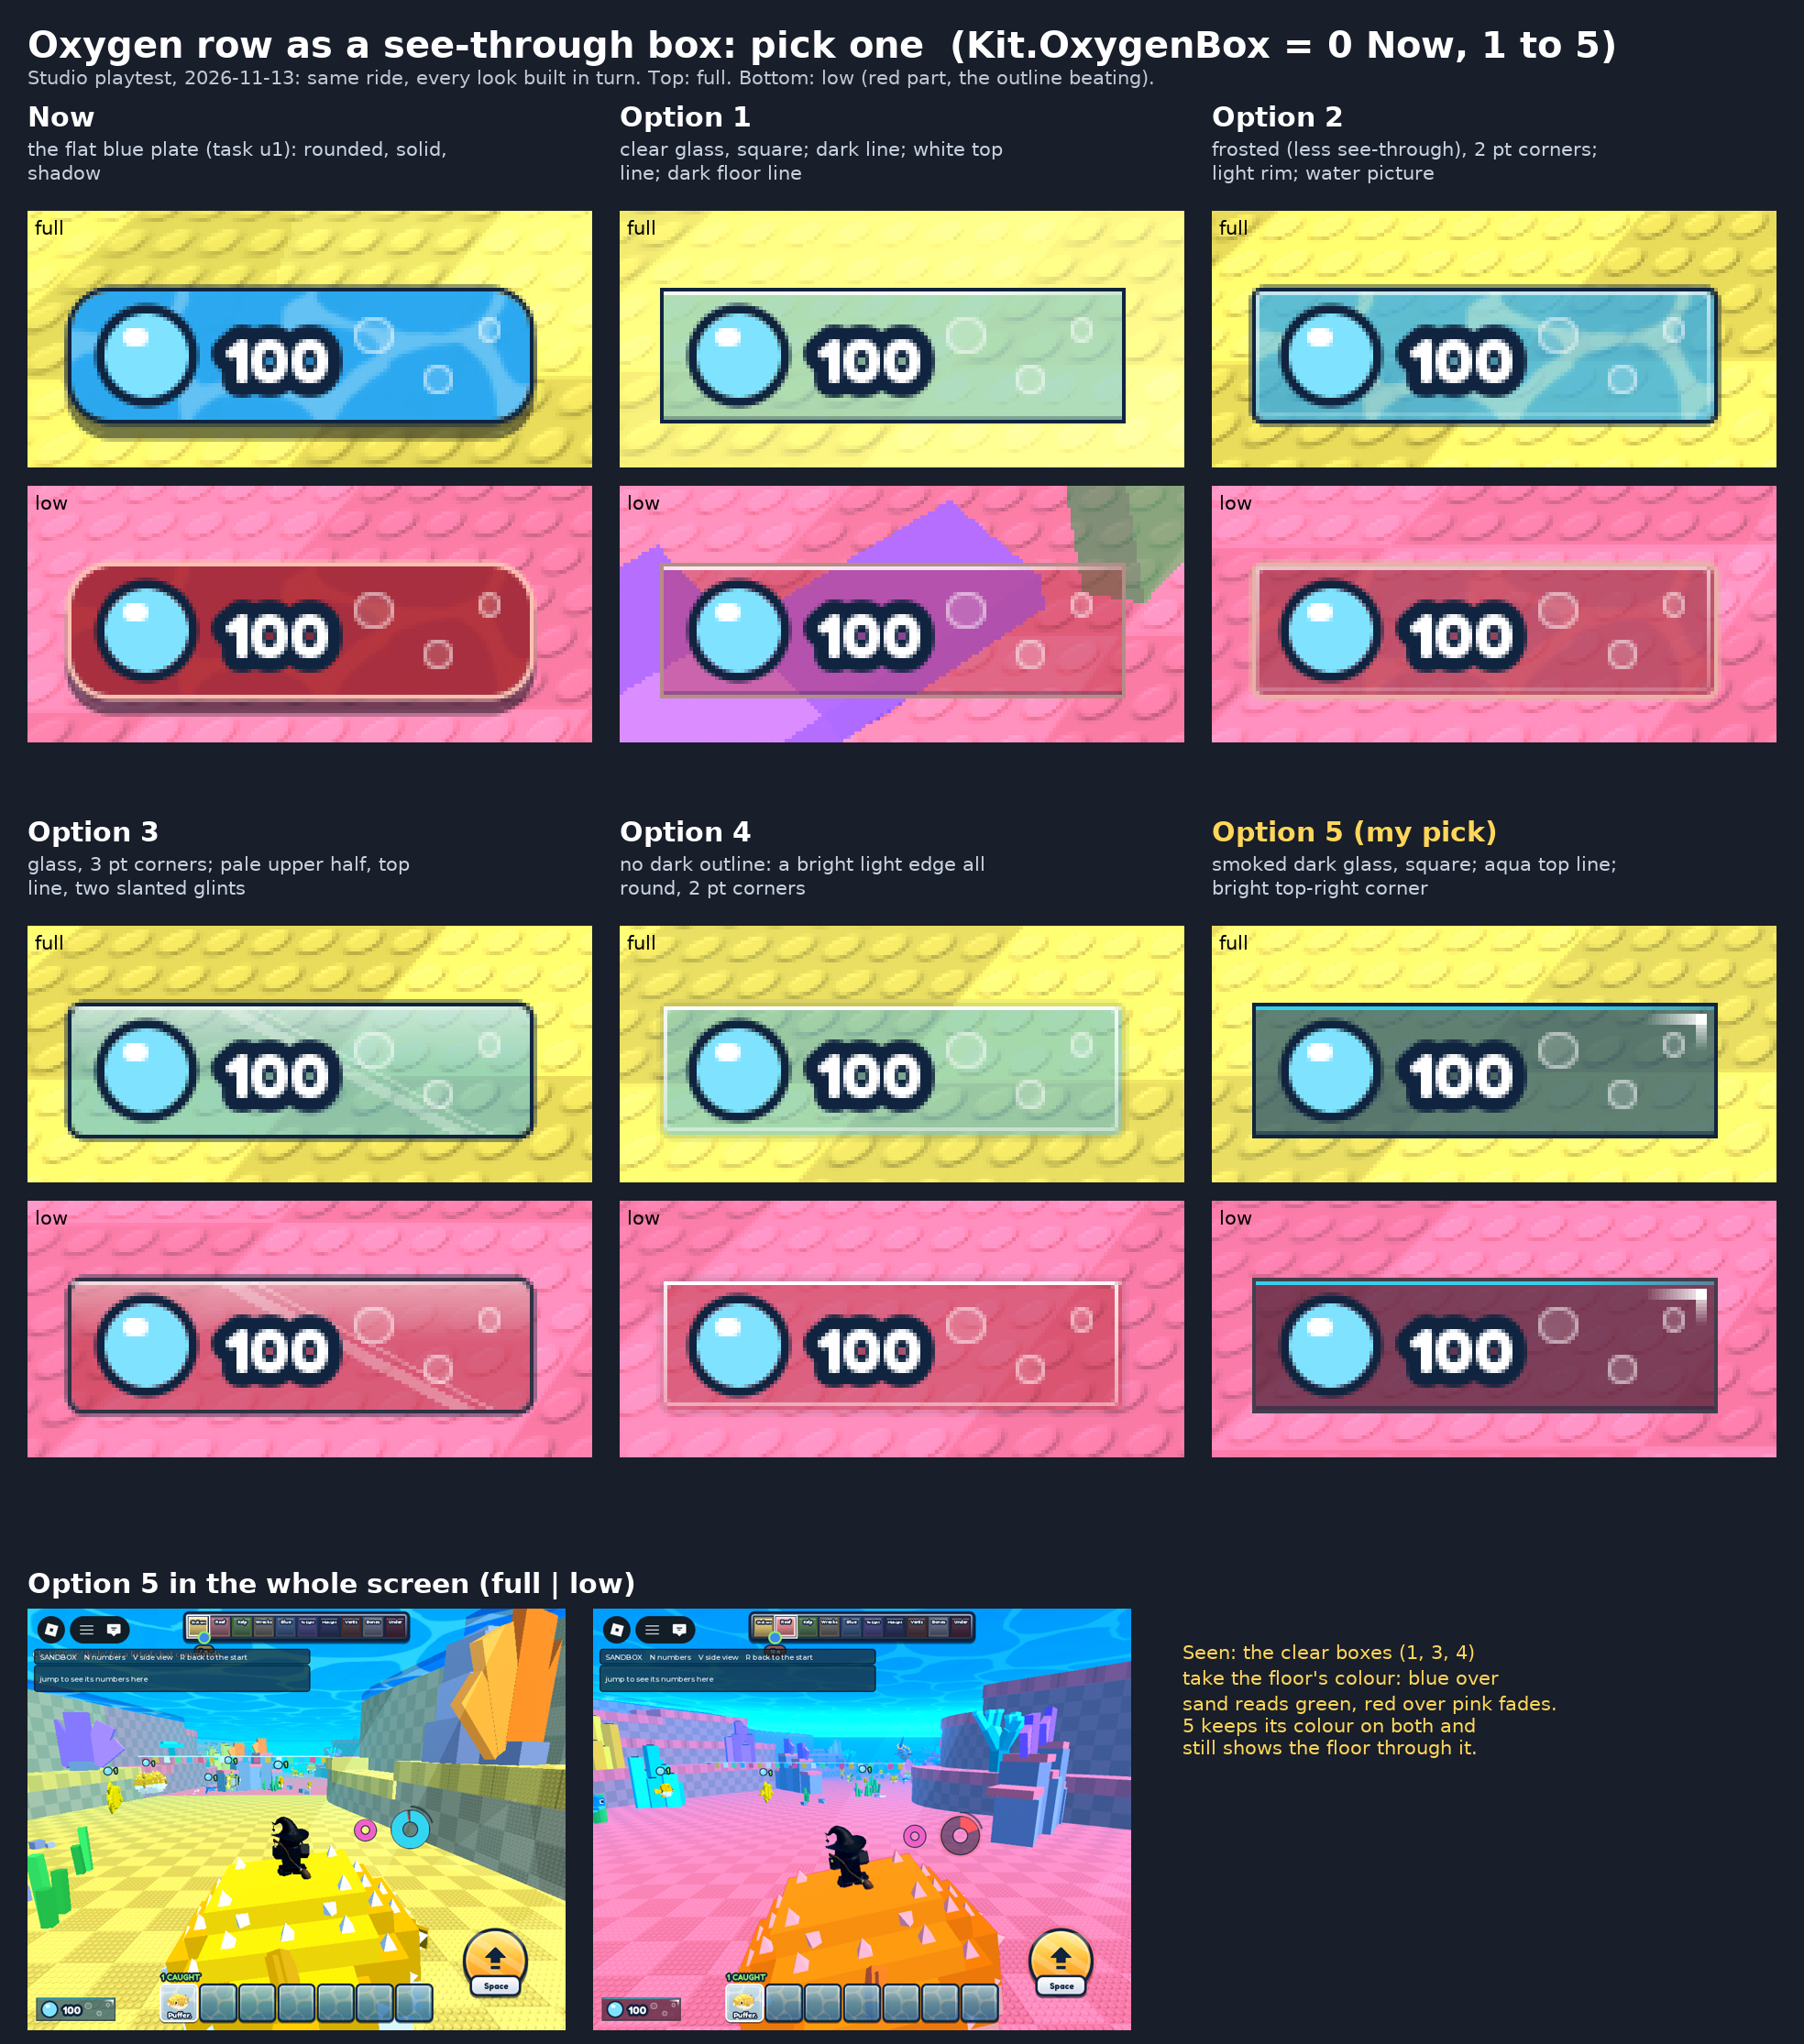 Oxygen row as a see-through box: pick one  (Kit.OxygenBox = 0 Now, 1 to 5)
Studio playtest, 2026-11-13: same ride, every look built in turn. Top: full. Bottom: low (red part, the outline beating).
Now
the flat blue plate (task u1): rounded, solid,
shadow
Option 1
clear glass, square; dark line; white top
line; dark floor line
Option 2
frosted (less see-through), 2 pt corners;
light rim; water picture
full
100
full
100
full
100
low
100
low
100
low
100
Option 3
glass, 3 pt corners; pale upper half, top
line, two slanted glints
Option 4
no dark outline: a bright light edge all
round, 2 pt corners
Option 5 (my pick)
smoked dark glass, square; aqua top line;
bright top-right corner
full
100
full
100
full
100
low
100
low
100
low
100
Option 5 in the whole screen (full | low)
SANDBOX  N numbers  V side view  R back to the start
jump to see its numbers here
1 CAUGHT
Puffer
Space
100
SANDBOX  N numbers  V side view  R back to the start
jump to see its numbers here
1 CAUGHT
Puffer
Space
100
Seen: the clear boxes (1, 3, 4)
take the floor's colour: blue over
sand reads green, red over pink fades.
5 keeps its colour on both and
still shows the floor through it.